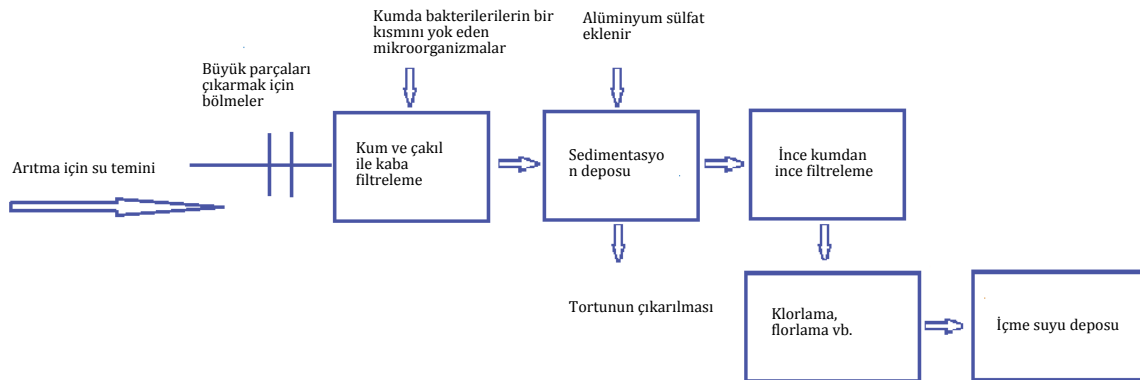 Kumda bakterilerilerin bir
kısmını yok eden
mikroorganizmalar
Alüminyum sülfat
eklenir
Büyük parçaları
çıkarmak için
bölmeler
Arıtma için su temini
Kum ve çakıl
ile kaba
filtreleme
Sedimentasyo
n deposu
İnce kumdan
ince filtreleme
Tortunun çıkarılması
Klorlama,
florlama vb.
İçme suyu deposu